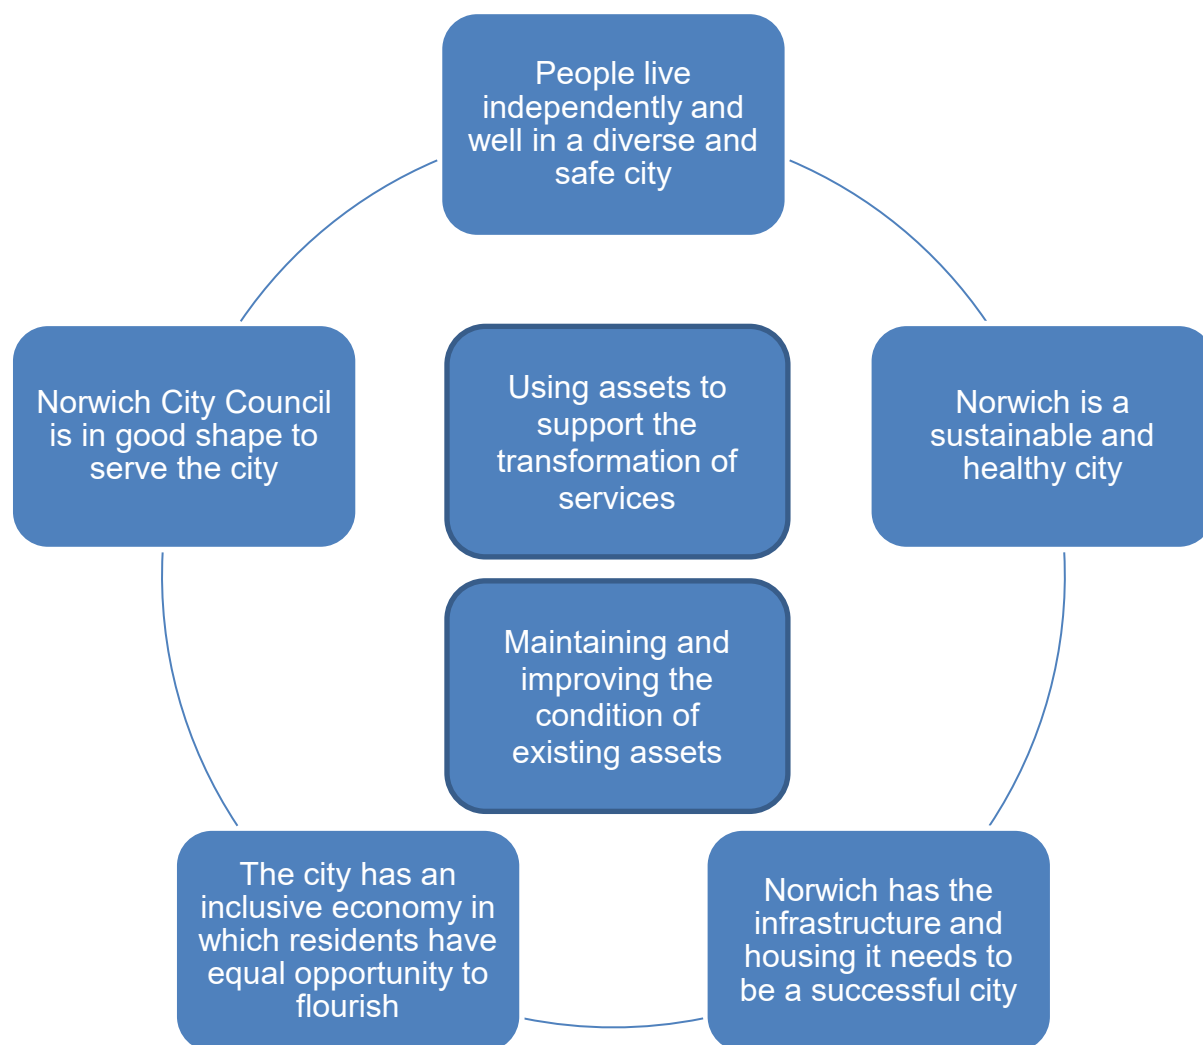 People live
independently and
well in a diverse and
safe city
Norwich City Council
is in good shape to
serve the city
Using assets to
support the
transformation of
services
Norwich is a
sustainable and
healthy city
Maintaining and
improving the
condition of
existing assets
The city has an
inclusive economy in
which residents have
equal opportunity to
flourish
Norwich has the
infrastructure and
housing it needs to
be a successful city